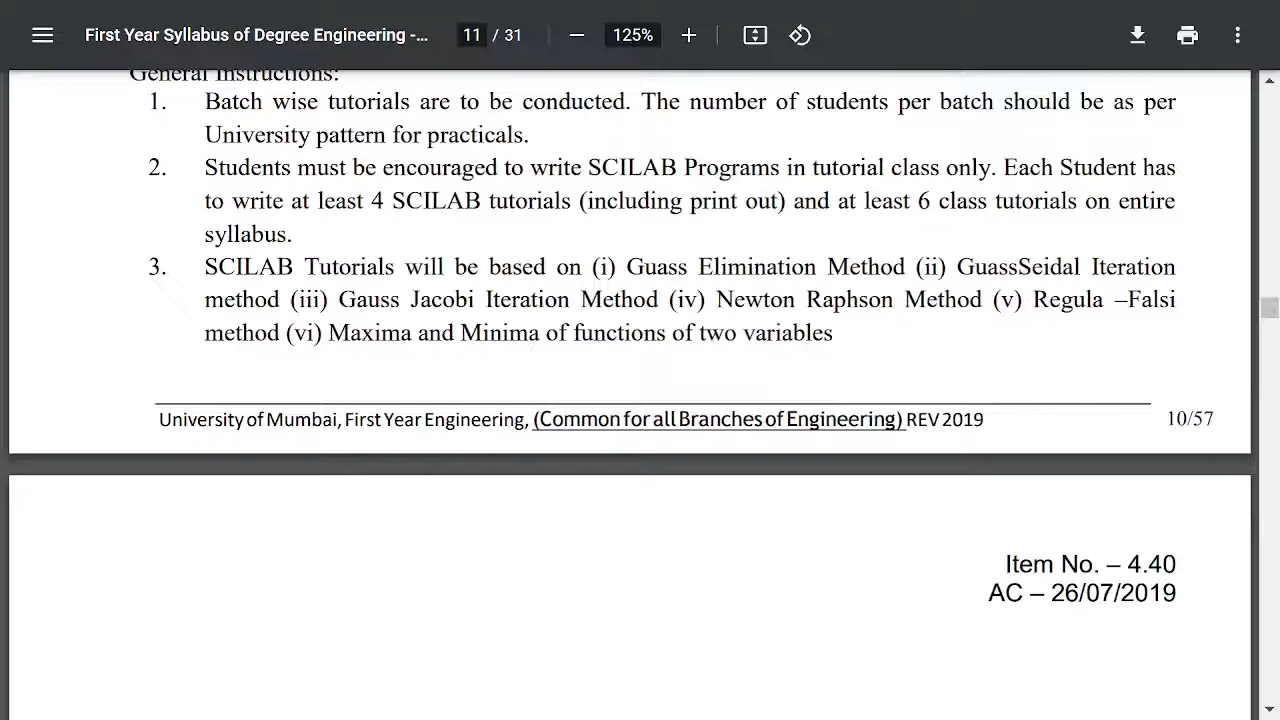 First Year Syllabus of Degree Engineering -...
11 / 31
125%
General Instructions:
1. Batch wise tutorials are to be conducted. The number of students per batch should be as per
University pattern for practicals.
2. Students must be encouraged to write SCILAB Programs in tutorial class only. Each Student has
to write at least 4 SCILAB tutorials (including print out) and at least 6 class tutorials on entire
syllabus.
3. SCILAB Tutorials will be based on (i) Guass Elimination Method (ii) GuassSeidal Iteration
method (iii) Gauss Jacobi Iteration Method (iv) Newton Raphson Method (v) Regula –Falsi
method (vi) Maxima and Minima of functions of two variables
University of Mumbai, First Year Engineering, (Common for all Branches of Engineering) REV 2019 10/57
Item No. – 4.40
AC – 26/07/2019